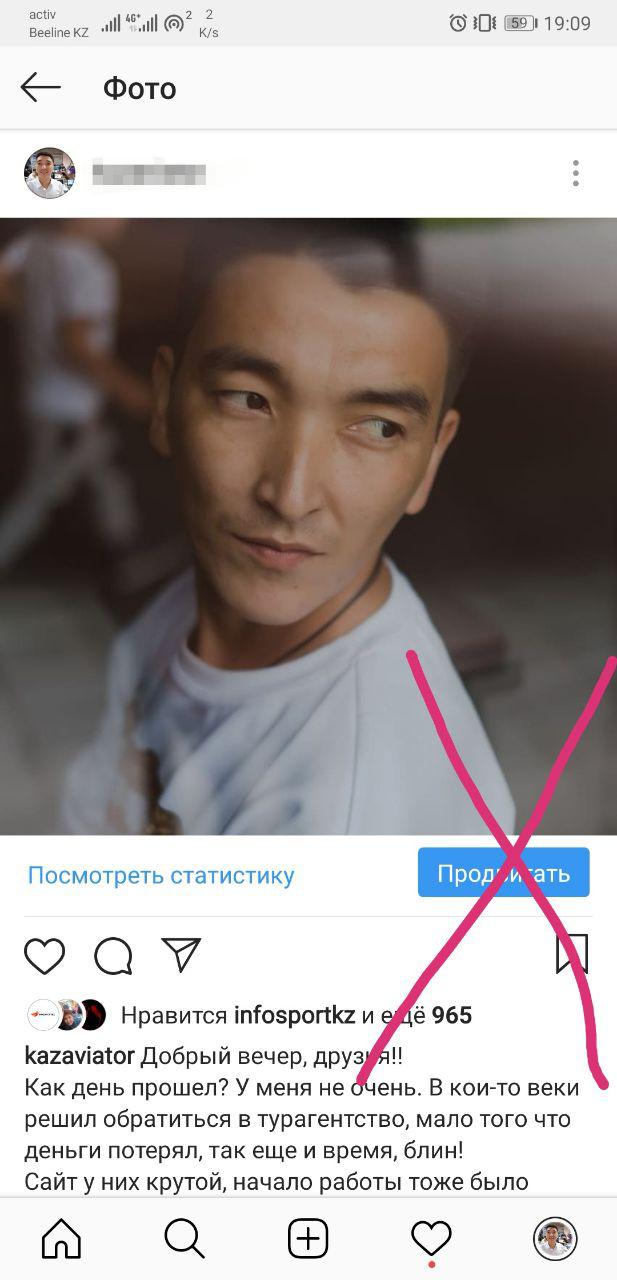 activ
Beeline KZ
4G+
2
2
K/s
59
19:09
Фото
Посмотреть статистику
Продвигать
Нравится infosportkz и ещё 965
kazaviator Добрый вечер, друзья!!
Как день прошел? У меня не очень. В кои-то веки
решил обратиться в турагентство, мало того что
деньги потерял, так еще и время, блин!
Сайт у них крутой, начало работы тоже было